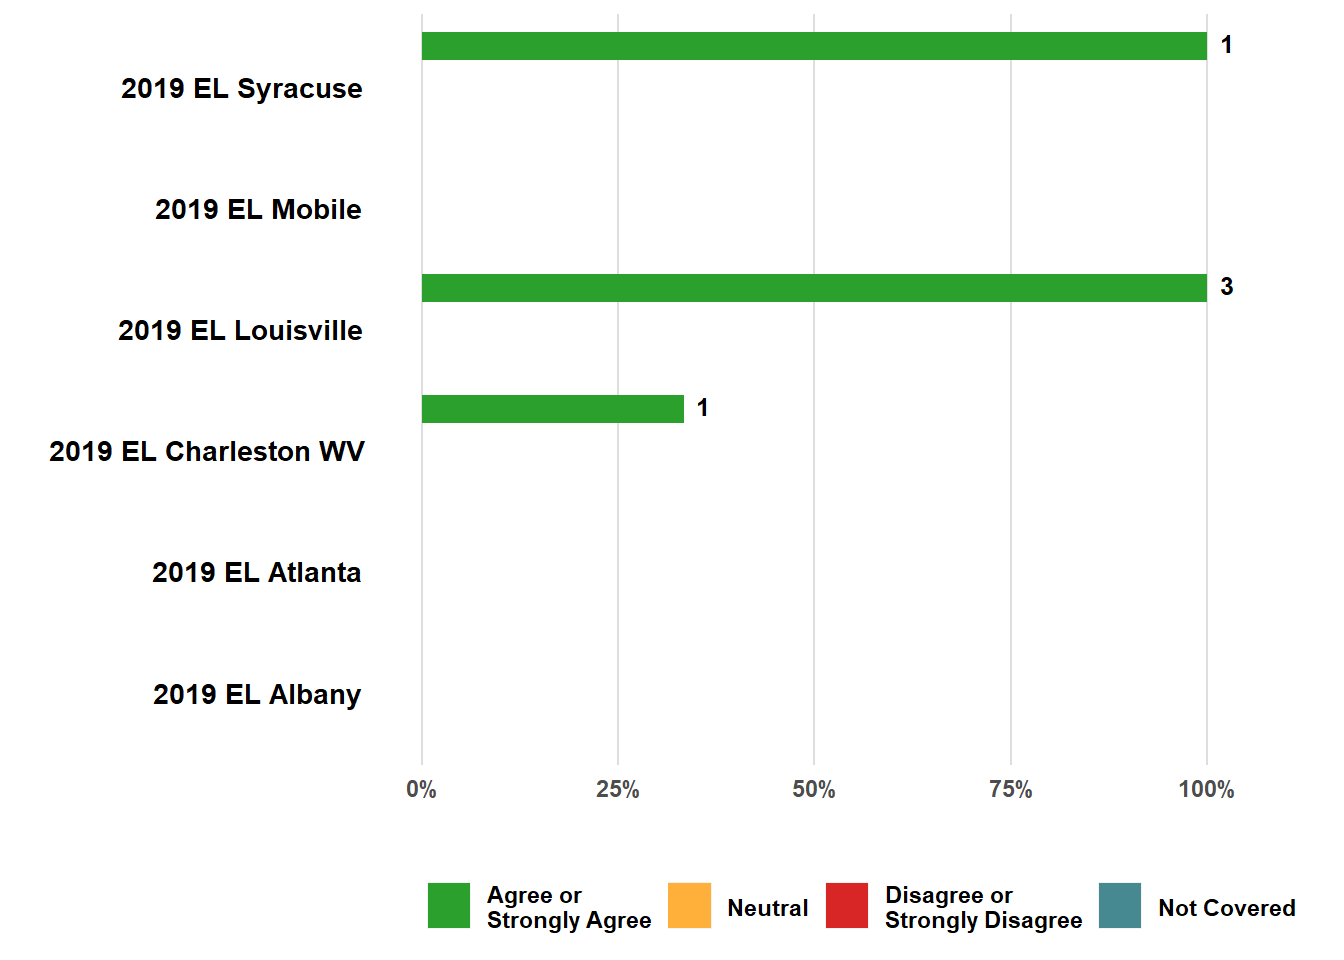 1
2019 EL Syracuse
2019 EL Mobile
3
2019 EL Louisville
1
2019 EL Charleston WV
2019 EL Atlanta
2019 EL Albany
0% 25% 50% 75% 100%
Agree or
Strongly Agree
Neutral
Disagree or
Strongly Disagree
Not Covered